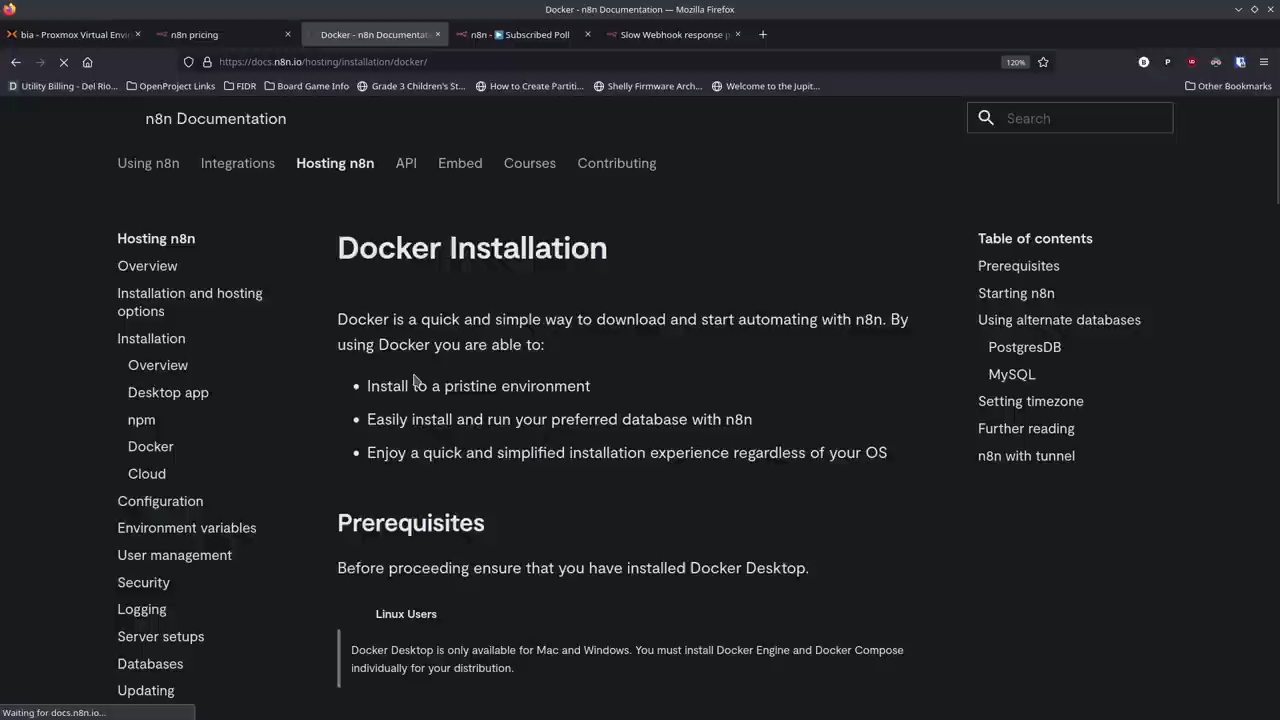 Docker - n8n Documentation — Mozilla Firefox
bia - Proxmox Virtual Envi
n8n pricing
Docker - n8n Documentat
n8n - ▶ Subscribed Poll
Slow Webhook response p
https://docs.n8n.io/hosting/installation/docker/
120%
Utility Billing - Del Rio...
OpenProject Links
FIDR
Board Game Info
Grade 3 Children's St...
How to Create Partiti...
Shelly Firmware Arch...
Welcome to the Jupit...
Other Bookmarks
n8n Documentation
Search
Using n8n Integrations Hosting n8n API Embed Courses Contributing
Hosting n8n
Overview
Installation and hosting
options
Installation
Overview
Desktop app
npm
Docker
Cloud
Configuration
Environment variables
User management
Security
Logging
Server setups
Databases
Updating
Docker Installation
Docker is a quick and simple way to download and start automating with n8n. By
using Docker you are able to:
• Install to a pristine environment
• Easily install and run your preferred database with n8n
• Enjoy a quick and simplified installation experience regardless of your OS
Prerequisites
Before proceeding ensure that you have installed Docker Desktop.
Linux Users
Docker Desktop is only available for Mac and Windows. You must install Docker Engine and Docker Compose
individually for your distribution.
Table of contents
Prerequisites
Starting n8n
Using alternate databases
PostgresDB
MySQL
Setting timezone
Further reading
n8n with tunnel
Waiting for docs.n8n.io...